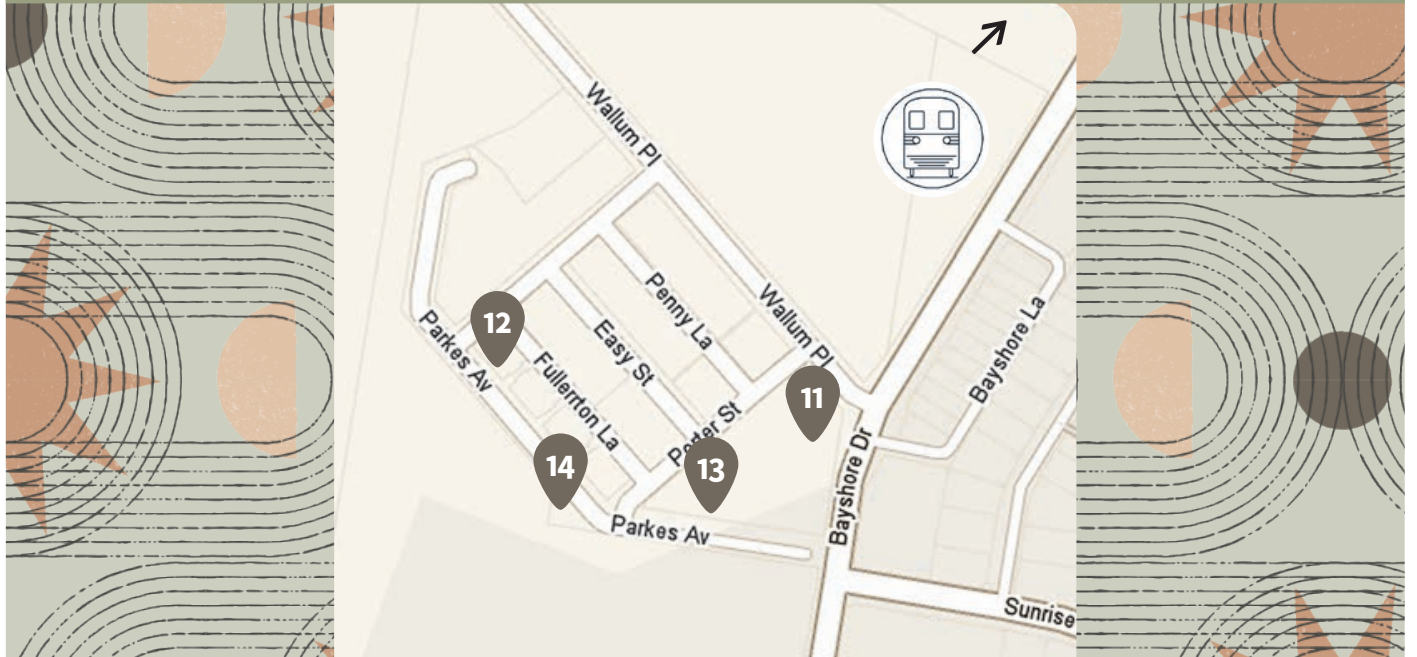 Wallum Pl
Penny La
Wallum Pl
Bayshore La
12
Parkes Av
Easy St
Fullerrton La
11
Porter St
14
13
Bayshore Dr
Parkes Av
Sunrise